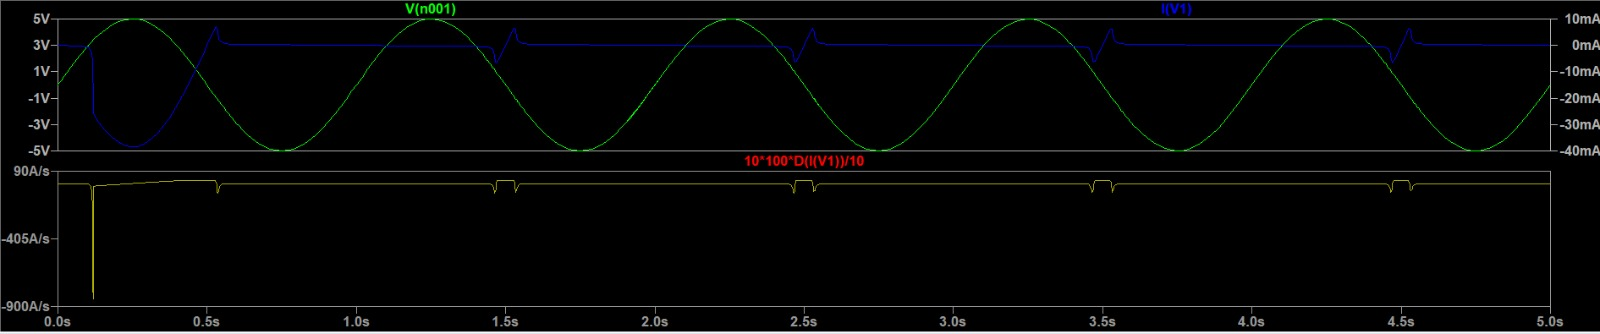 V(n001) I(V1)
5V 10mA
3V 0mA
1V -10mA
-1V -20mA
-3V -30mA
-5V -40mA
10*100*D(I(V1))/10
90A/s
-405A/s
-900A/s
0.0s 0.5s 1.0s 1.5s 2.0s 2.5s 3.0s 3.5s 4.0s 4.5s 5.0s